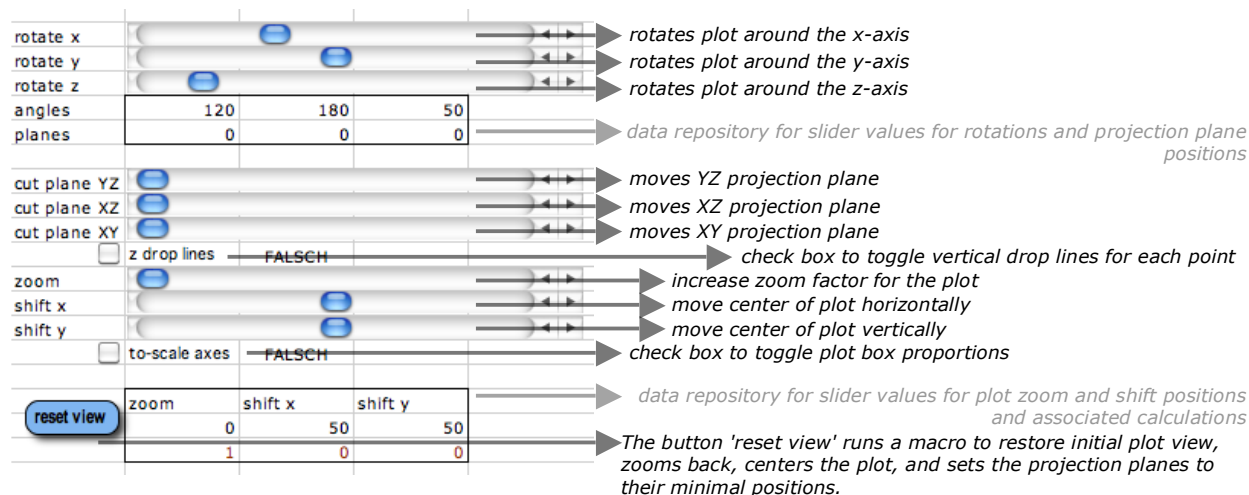 rotate x rotates plot around the x-axis
rotate y rotates plot around the y-axis
rotate z rotates plot around the z-axis
angles 120 180 50
planes 0 0 0 data repository for slider values for rotations and projection plane
positions
cut plane YZ moves YZ projection plane
cut plane XZ moves XZ projection plane
cut plane XY moves XY projection plane
z drop lines FALSCH check box to toggle vertical drop lines for each point
zoom increase zoom factor for the plot
shift x move center of plot horizontally
shift y move center of plot vertically
to-scale axes FALSCH check box to toggle plot box proportions
data repository for slider values for plot zoom and shift positions
zoom shift x shift y and associated calculations
reset view 0 50 50
1 0 0 The button 'reset view' runs a macro to restore initial plot view,
zooms back, centers the plot, and sets the projection planes to
their minimal positions.